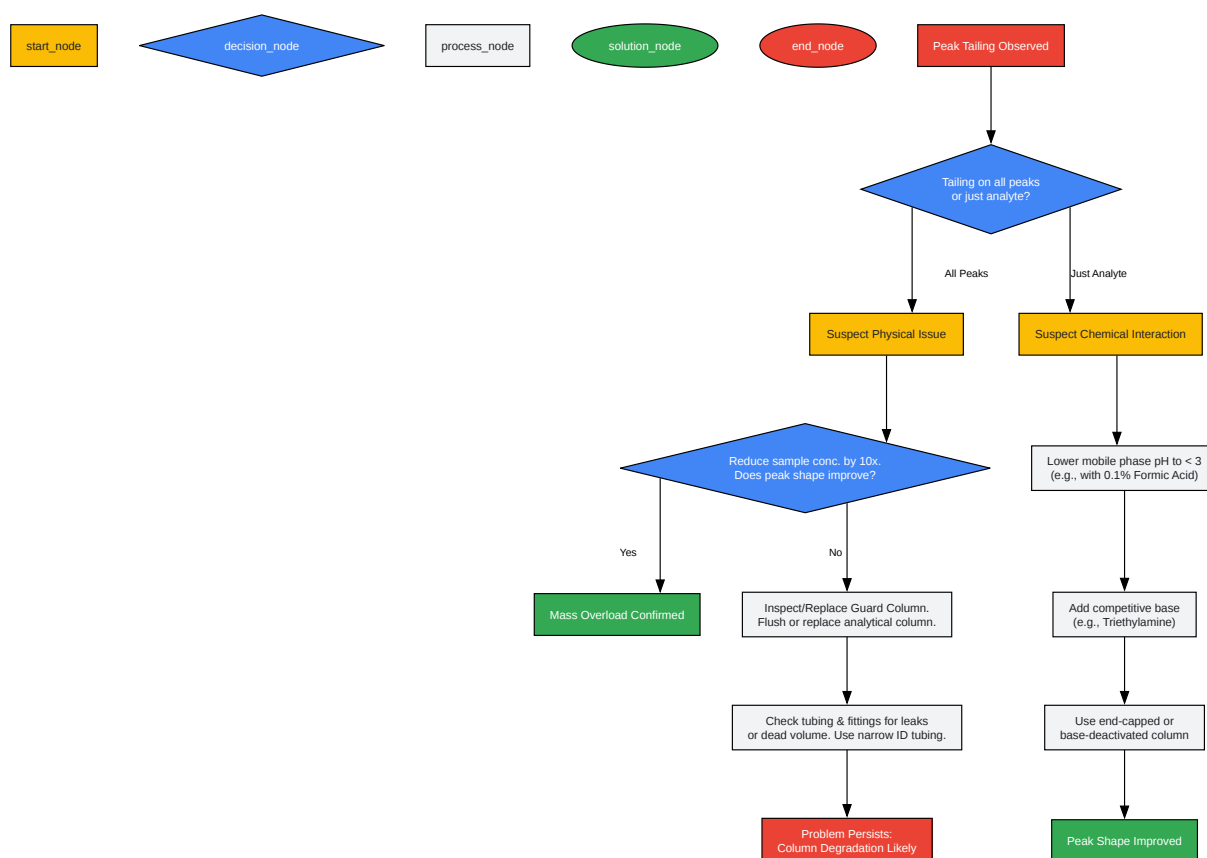 start_node
decision_node
process_node
solution_node
end_node
Peak Tailing Observed
Tailing on all peaks
or just analyte?
All Peaks
Just Analyte
Suspect Physical Issue
Suspect Chemical Interaction
Reduce sample conc. by 10x.
Does peak shape improve?
Lower mobile phase pH to < 3
(e.g., with 0.1% Formic Acid)
Yes
No
Mass Overload Confirmed
Inspect/Replace Guard Column.
Flush or replace analytical column.
Add competitive base
(e.g., Triethylamine)
Check tubing & fittings for leaks
or dead volume. Use narrow ID tubing.
Use end-capped or
base-deactivated column
Problem Persists:
Column Degradation Likely
Peak Shape Improved